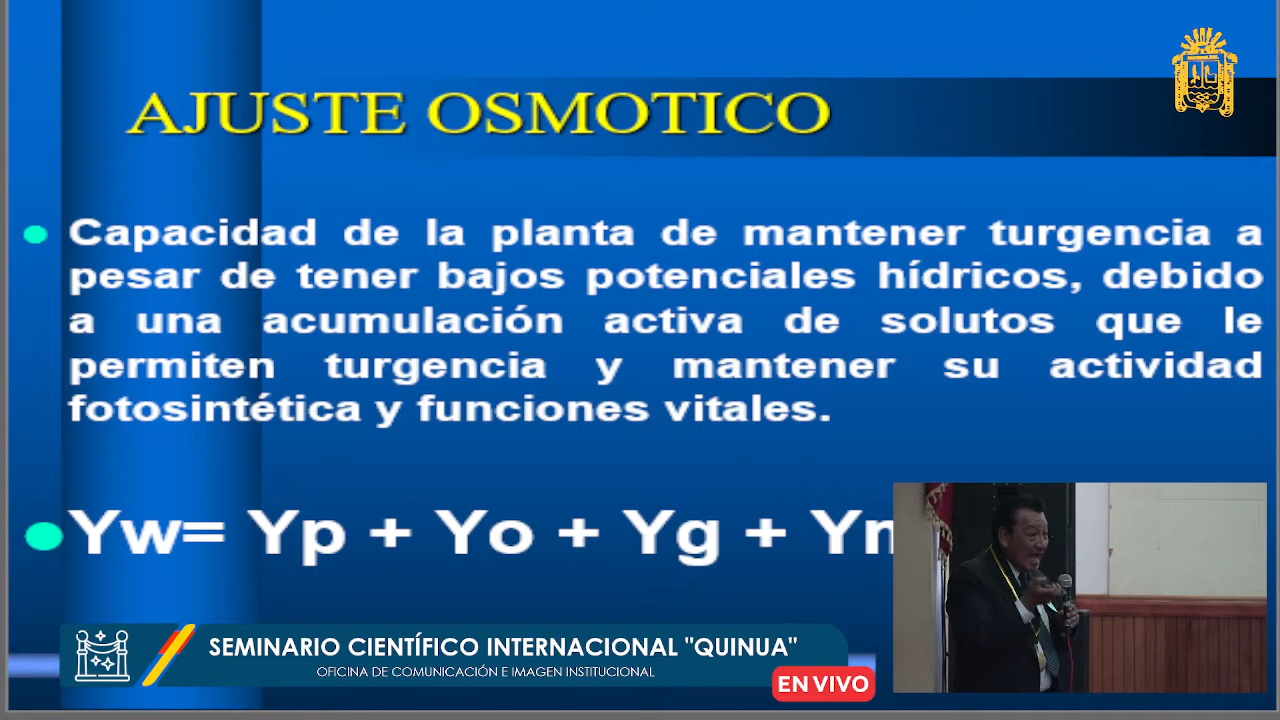 AJUSTE OSMOTICO
Capacidad de la planta de mantener turgencia a
pesar de tener bajos potenciales hídricos, debido
a una acumulación activa de solutos que le
permiten turgencia y mantener su actividad
fotosintética y funciones vitales.
Yw= Yp + Yo + Yg +
SEMINARIO CIENTÍFICO INTERNACIONAL "QUINUA"
OFICINA DE COMUNICACIÓN E IMAGEN INSTITUCIONAL
EN VIVO